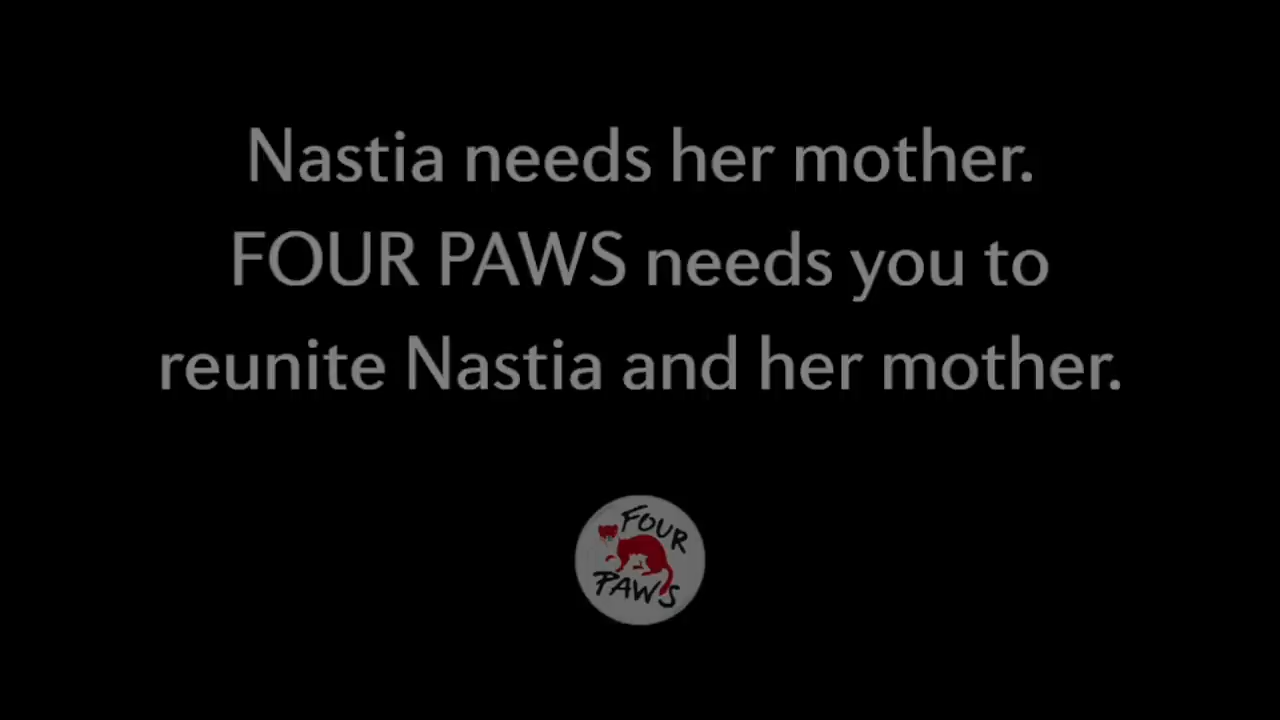 Nastia needs her mother.
FOUR PAWS needs you to
reunite Nastia and her mother.
FOUR
PAWS